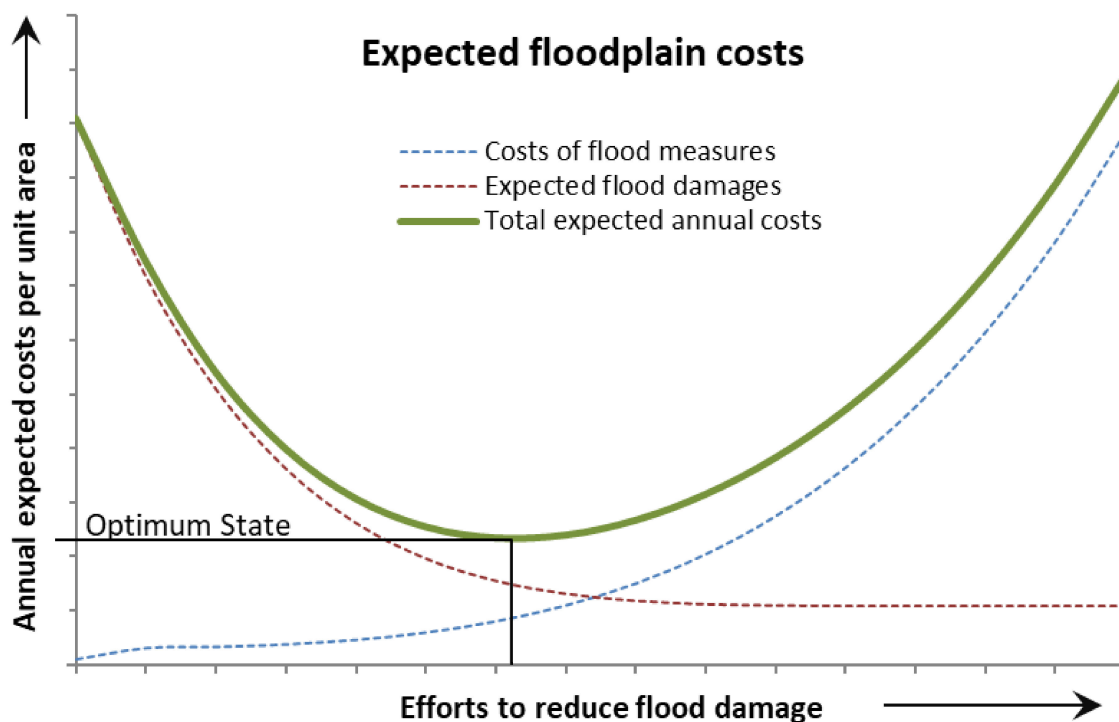 Expected floodplain costs
Costs of flood measures
Expected flood damages
Total expected annual costs
Annual expected costs per unit area
Optimum State
Efforts to reduce flood damage